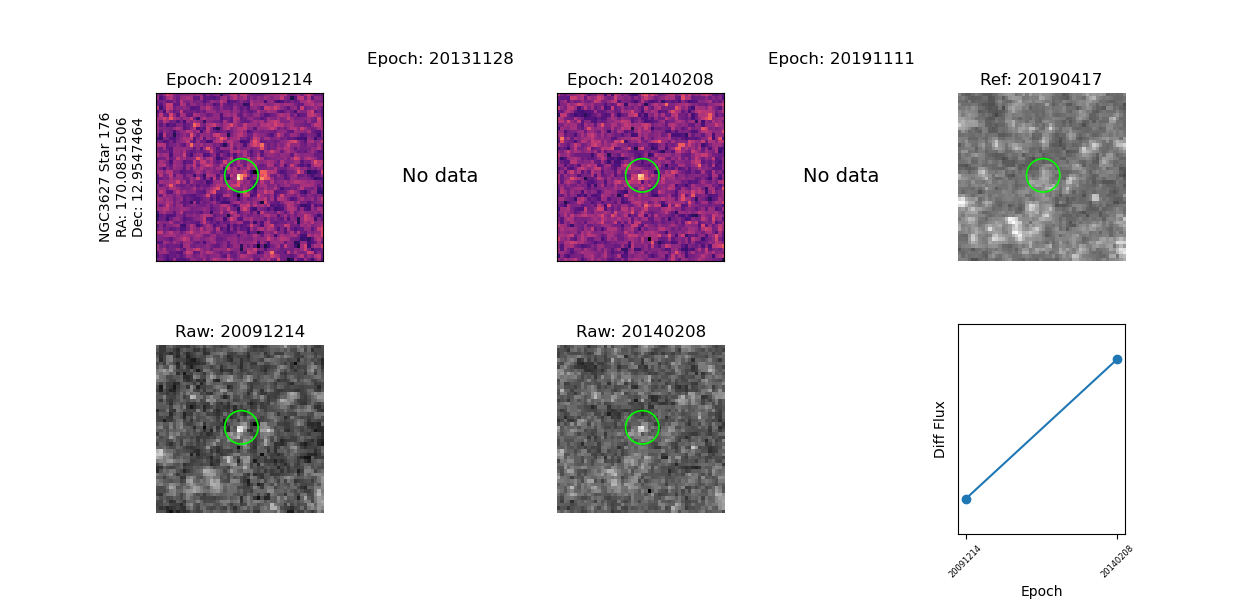 Epoch: 20131128
Epoch: 20191111
Epoch: 20091214
Epoch: 20140208
Ref: 20190417
NGC3627 Star 176
RA: 170.0851506
Dec: 12.9547464
No data
No data
Raw: 20091214
Raw: 20140208
Diff Flux
20091214
20140208
Epoch